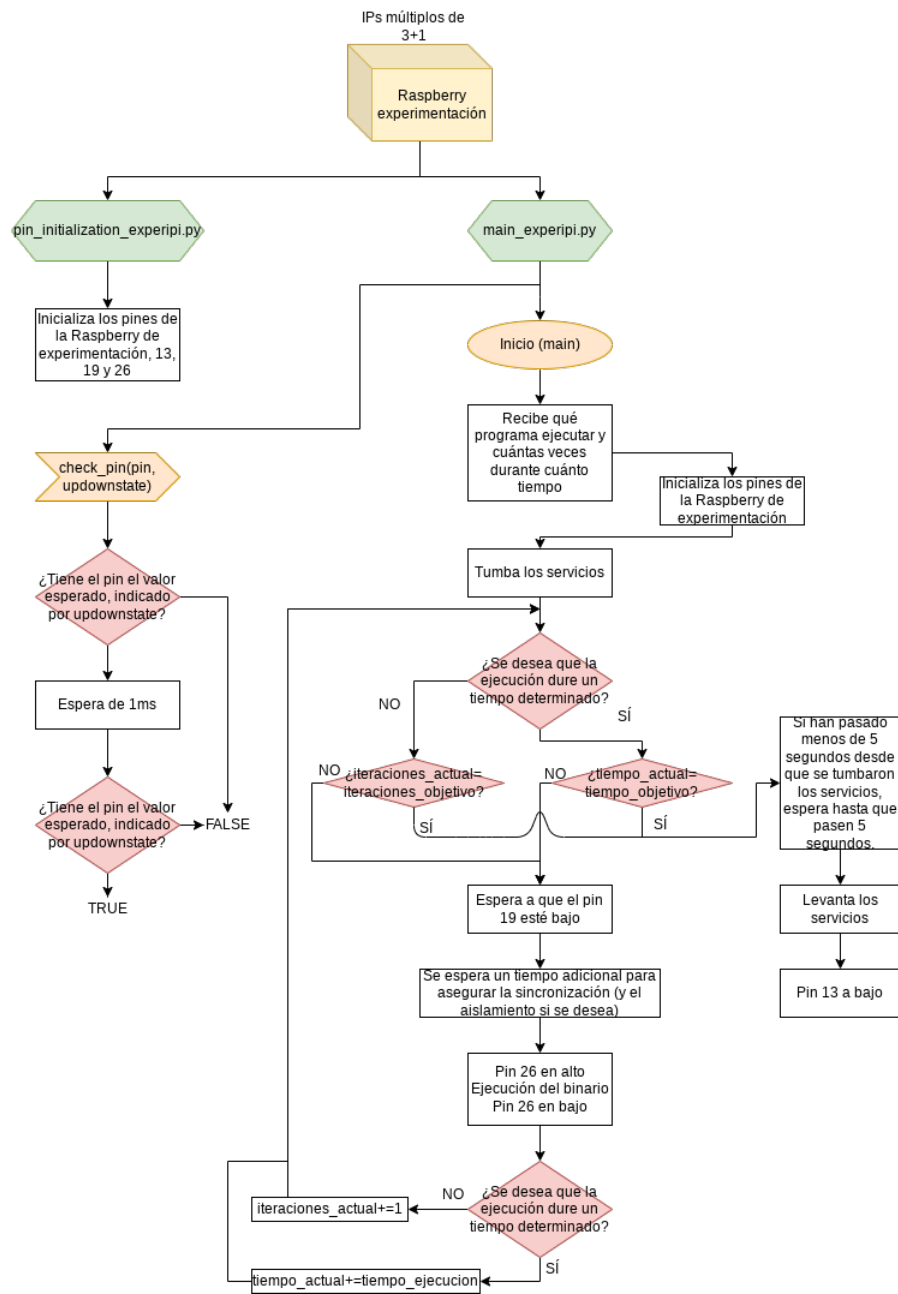 IPs múltiplos de
3+1
Raspberry
experimentación
pin_initialization_experipi.py
main_experipi.py
Inicializa los pines de
la Raspberry de
experimentación, 13,
19 y 26
Inicio (main)
Recibe qué
programa ejecutar y
cuántas veces
durante cuánto
tiempo
check_pin(pin,
updownstate)
Inicializa los pines de
la Raspberry de
experimentación
Tumba los servicios
¿Tiene el pin el valor
esperado, indicado
por updownstate?
Espera de 1ms
¿Tiene el pin el valor
esperado, indicado
por updownstate?
FALSE
TRUE
¿Se desea que la
ejecución dure un
tiempo determinado?
NO
SÍ
¿iteraciones_actual=
iteraciones_objetivo?
NO
SÍ
¿tiempo_actual=
tiempo_objetivo?
NO
SÍ
Si han pasado
menos de 5
segundos desde
que se tumbaron
los servicios,
espera hasta que
pasen 5
segundos.
Levanta los
servicios
Pin 13 a bajo
Espera a que el pin
19 esté bajo
Se espera un tiempo adicional para
asegurar la sincronización (y el
aislamiento si se desea)
Pin 26 en alto
Ejecución del binario
Pin 26 en bajo
¿Se desea que la
ejecución dure un
tiempo determinado?
NO
iteraciones_actual+=1
SÍ
tiempo_actual+=tiempo_ejecucion